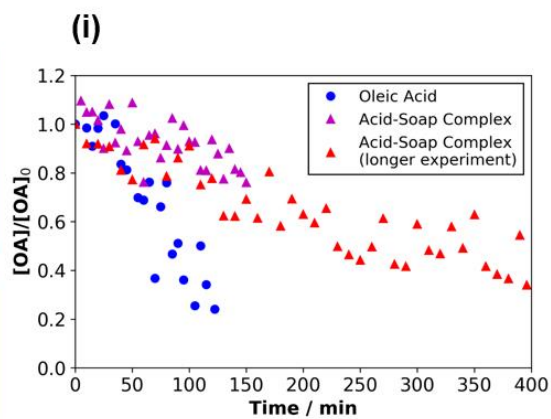 (i)
1.2
1.0
0.8
0.6
0.4
0.2
0.0
[OA]/[OA]₀
Oleic Acid
Acid-Soap Complex
Acid-Soap Complex
(longer experiment)
0 50 100 150 200 250 300 350 400
Time / min